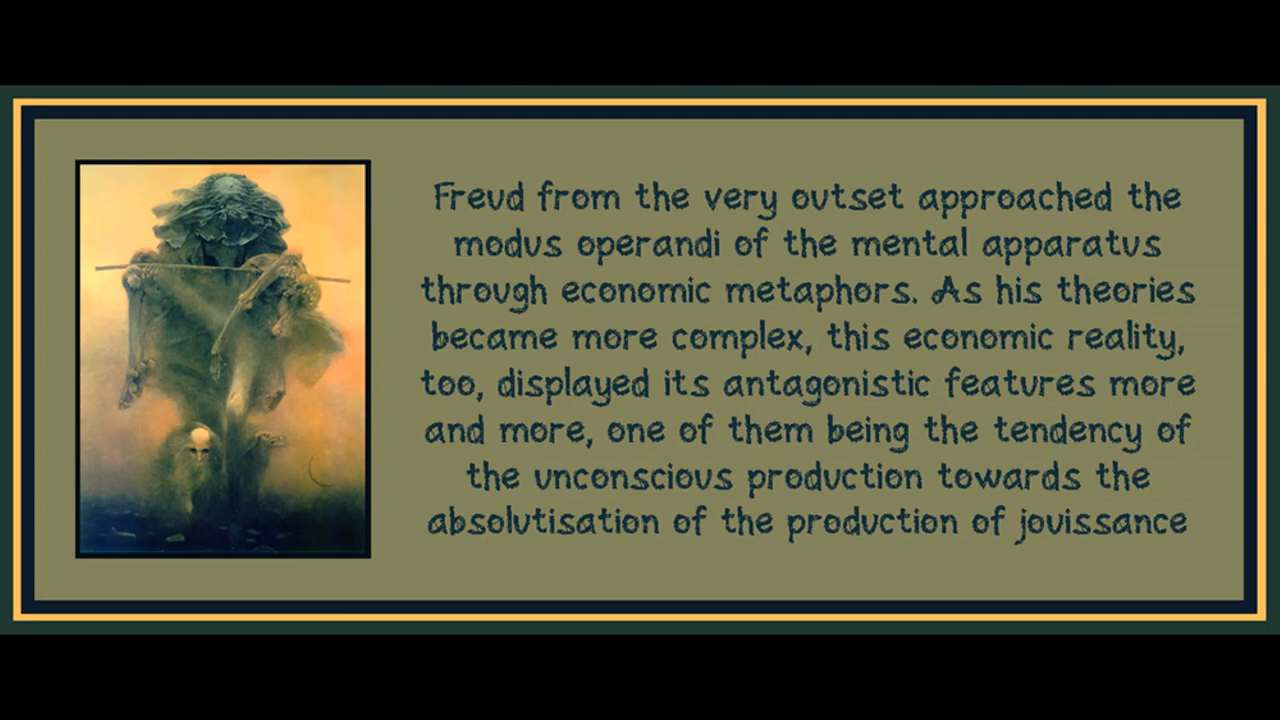 Freud from the very outset approached the
modus operandi of the mental apparatus
through economic metaphors. As his theories
became more complex, this economic reality,
too, displayed its antagonistic features more
and more, one of them being the tendency of
the unconscious production towards the
absolutisation of the production of jouissance